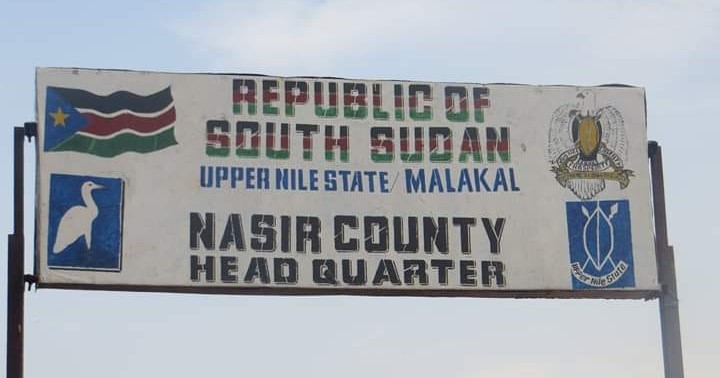 REPUBLIC OF
SOUTH SUDAN
UPPER NILE STATE / MALAKAL
NASIR COUNTY
HEAD QUARTER
Upper Nile State